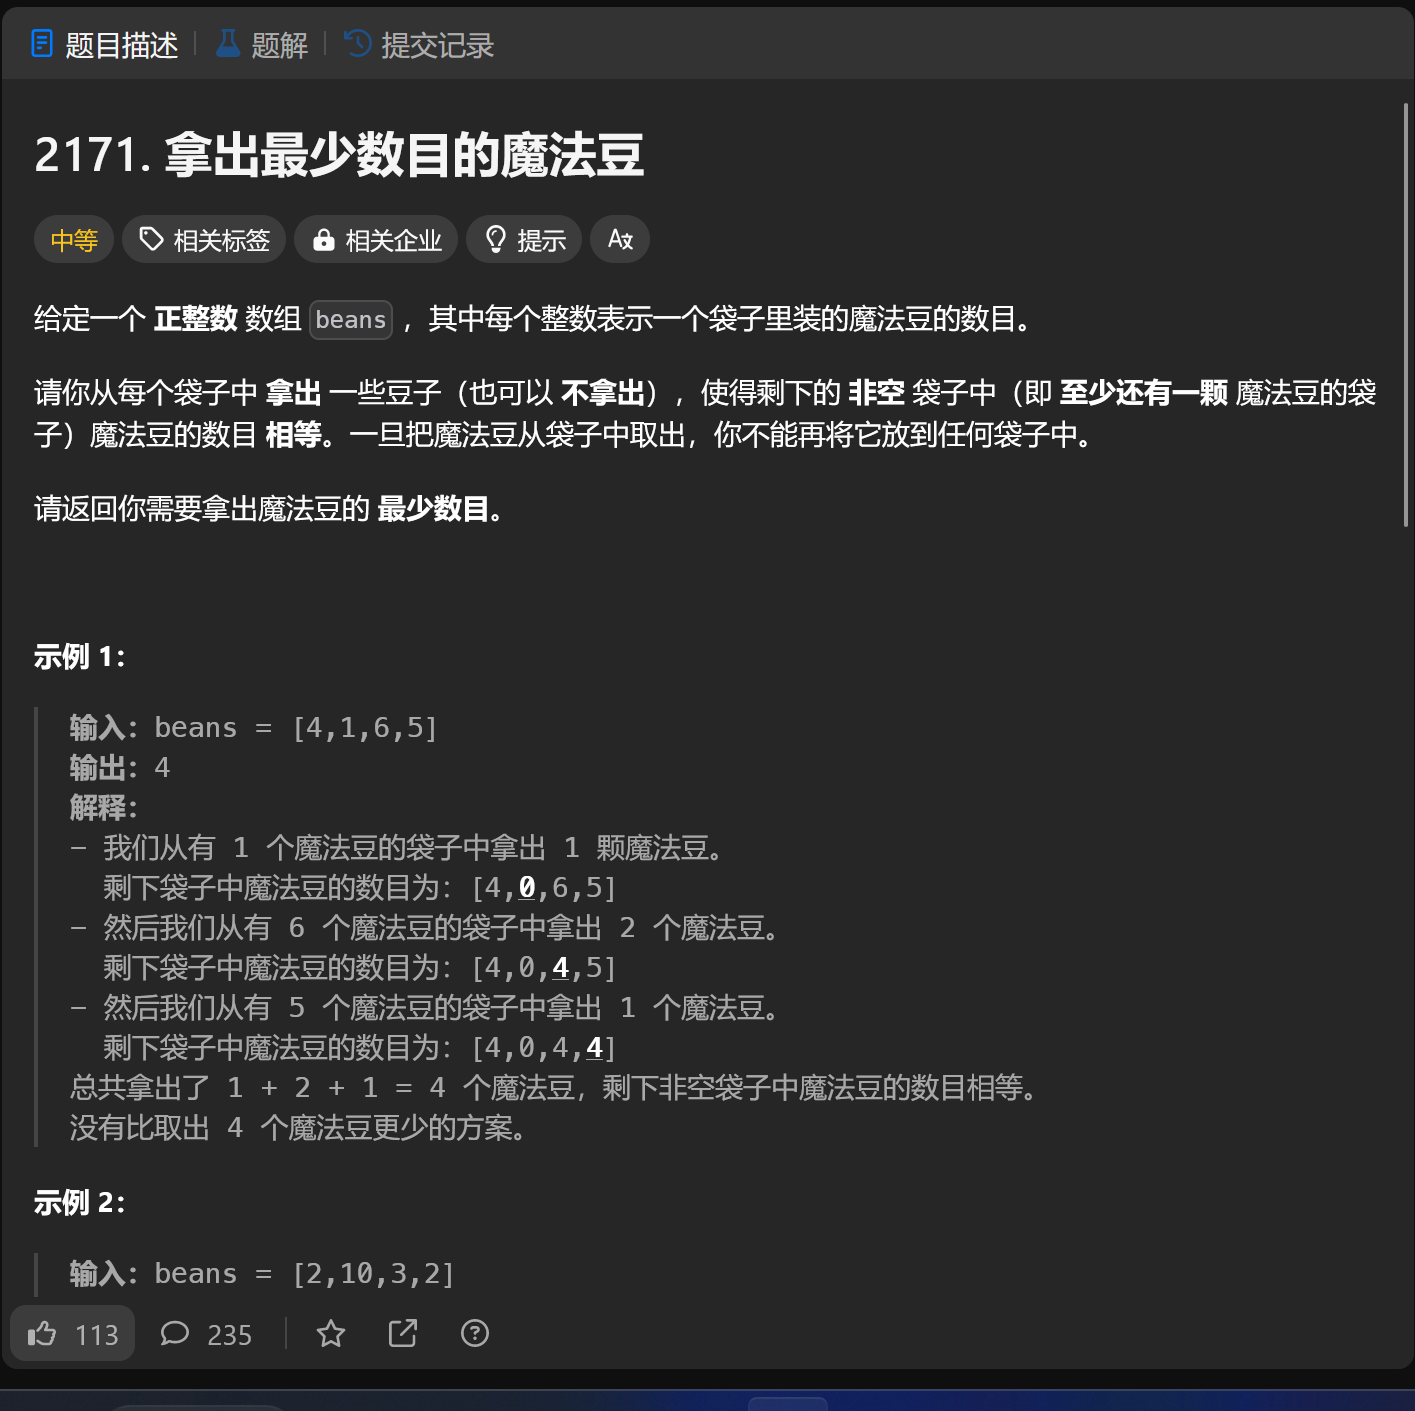 题目描述 | 题解 | 提交记录
2171. 拿出最少数目的魔法豆
中等 相关标签 相关企业 提示 A文
给定一个 正整数 数组 beans ，其中每个整数表示一个袋子里装的魔法豆的数目。
请你从每个袋子中 拿出 一些豆子（也可以 不拿出），使得剩下的 非空 袋子中（即 至少还有一颗 魔法豆的袋
子）魔法豆的数目 相等。一旦把魔法豆从袋子中取出，你不能再将它放到任何袋子中。
请返回你需要拿出魔法豆的 最少数目。
示例 1：
输入：beans = [4,1,6,5]
输出：4
解释：
- 我们从有 1 个魔法豆的袋子中拿出 1 颗魔法豆。
剩下袋子中魔法豆的数目为：[4,0,6,5]
- 然后我们从有 6 个魔法豆的袋子中拿出 2 个魔法豆。
剩下袋子中魔法豆的数目为：[4,0,4,5]
- 然后我们从有 5 个魔法豆的袋子中拿出 1 个魔法豆。
剩下袋子中魔法豆的数目为：[4,0,4,4]
总共拿出了 1 + 2 + 1 = 4 个魔法豆，剩下非空袋子中魔法豆的数目相等。
没有比取出 4 个魔法豆更少的方案。
示例 2：
输入：beans = [2,10,3,2]
113 235